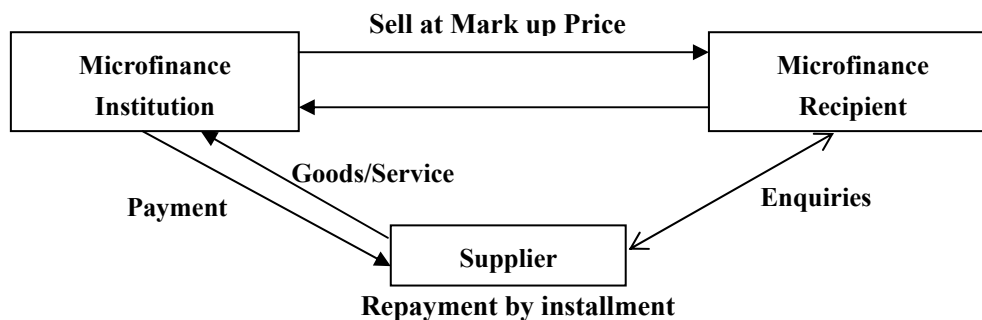 Sell at Mark up Price
Microfinance
Institution
Microfinance
Recipient
Goods/Service
Payment
Enquiries
Supplier
Repayment by installment